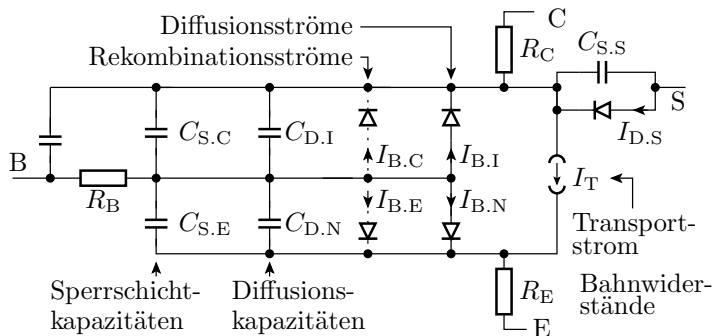 Diffusionsströme
Rekombinationsströme
C
R_C
C_S.S
S
I_D.S
C_S.C
C_D.I
I_B.C
I_B.I
B
R_B
I_T
C_S.E
C_D.N
I_B.E
I_B.N
Transport-
strom
Sperrschicht-
kapazitäten
Diffusions-
kapazitäten
R_E
E
Bahnwider-
stände